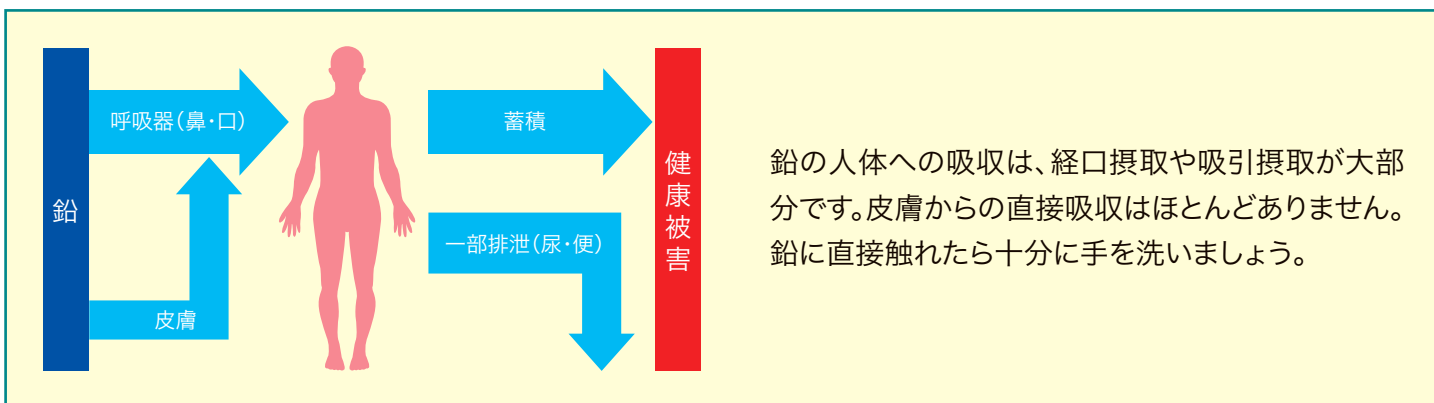 鉛
呼吸器(鼻・口)
皮膚
蓄積
一部排泄(尿・便)
健康被害
鉛の人体への吸収は、経口摂取や吸引摂取が大部
分です。皮膚からの直接吸収はほとんどありません。
鉛に直接触れたら十分に手を洗いましょう。